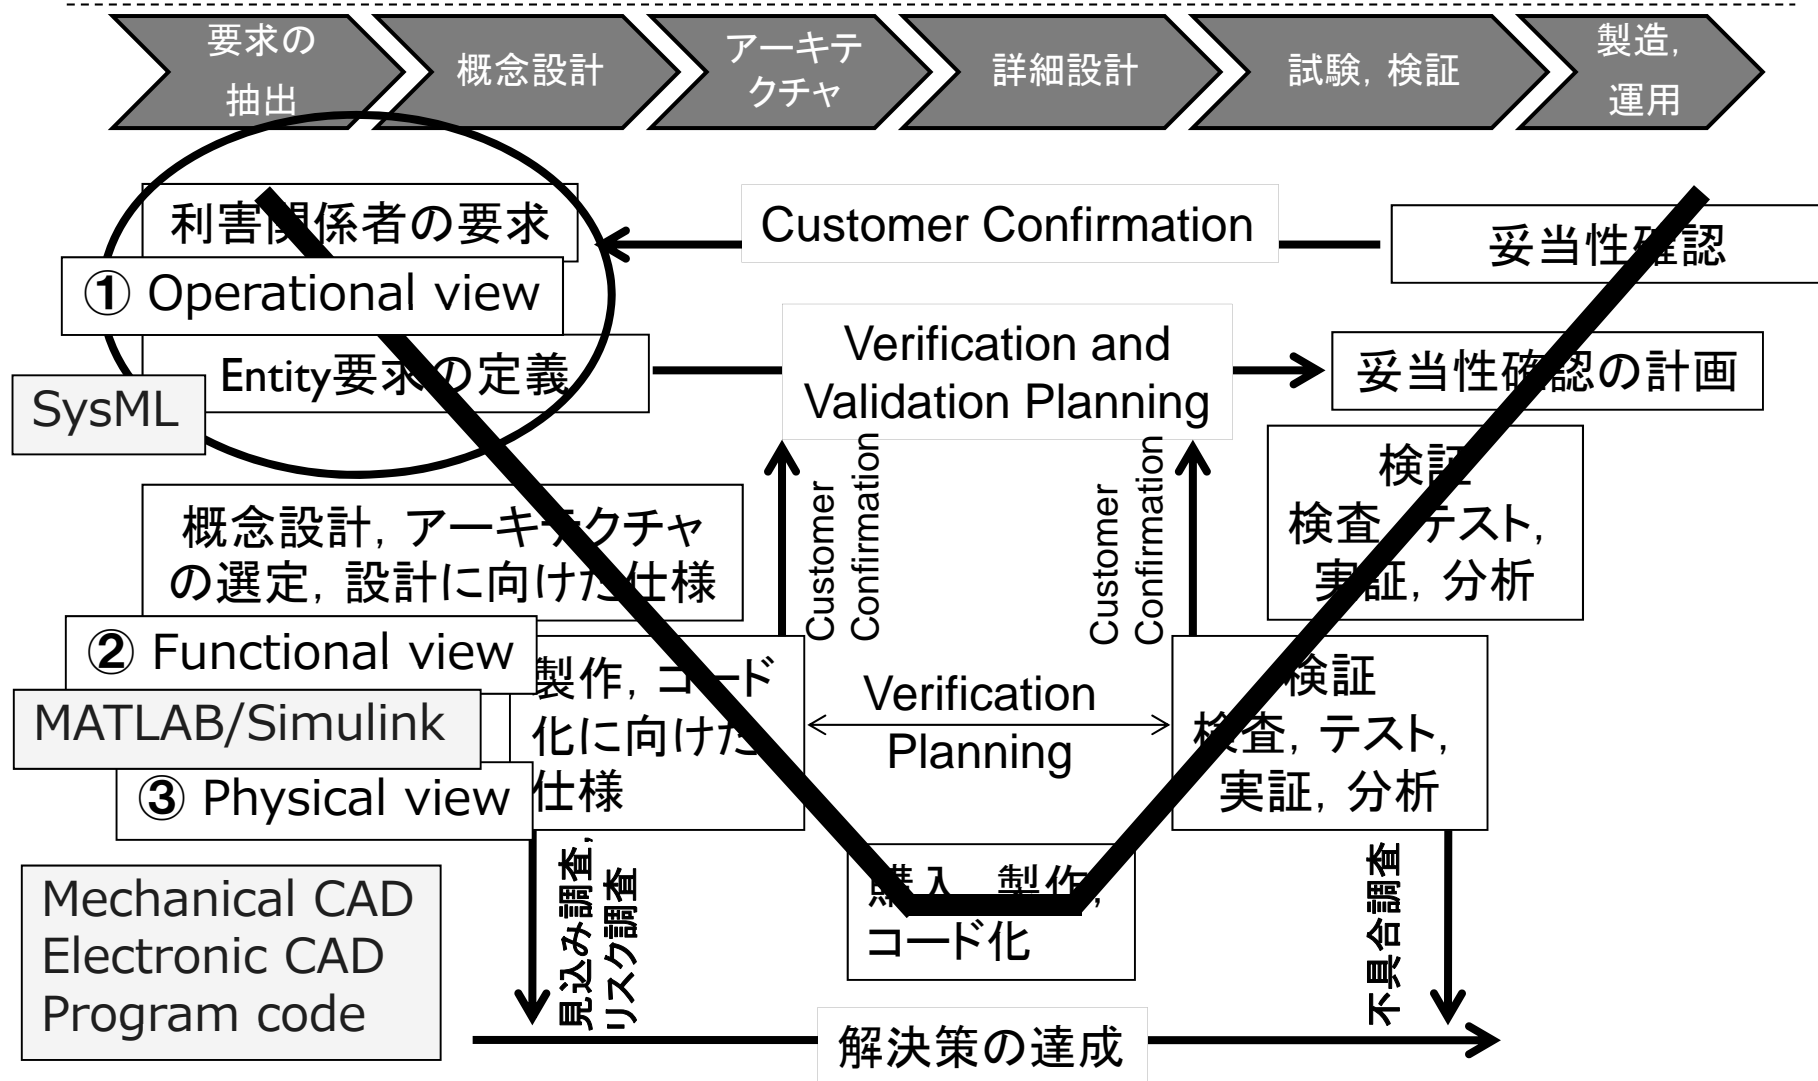 要求の
抽出
概念設計
アーキテ
クチャ
詳細設計
試験, 検証
製造,
運用
利害関係者の要求
Customer Confirmation
妥当性確認
① Operational view
Verification and
Validation Planning
Entity要求の定義
妥当性確認の計画
SysML
Customer
Confirmation
Customer
Confirmation
検証
検査, テスト,
実証, 分析
概念設計, アーキテクチャ
の選定, 設計に向けた仕様
② Functional view
製作, コード
化に向けた
仕様
Verification
Planning
検証
検査, テスト,
実証, 分析
MATLAB/Simulink
③ Physical view
見込み調査,
リスク調査
購入, 製作,
コード化
不具合調査
Mechanical CAD
Electronic CAD
Program code
解決策の達成